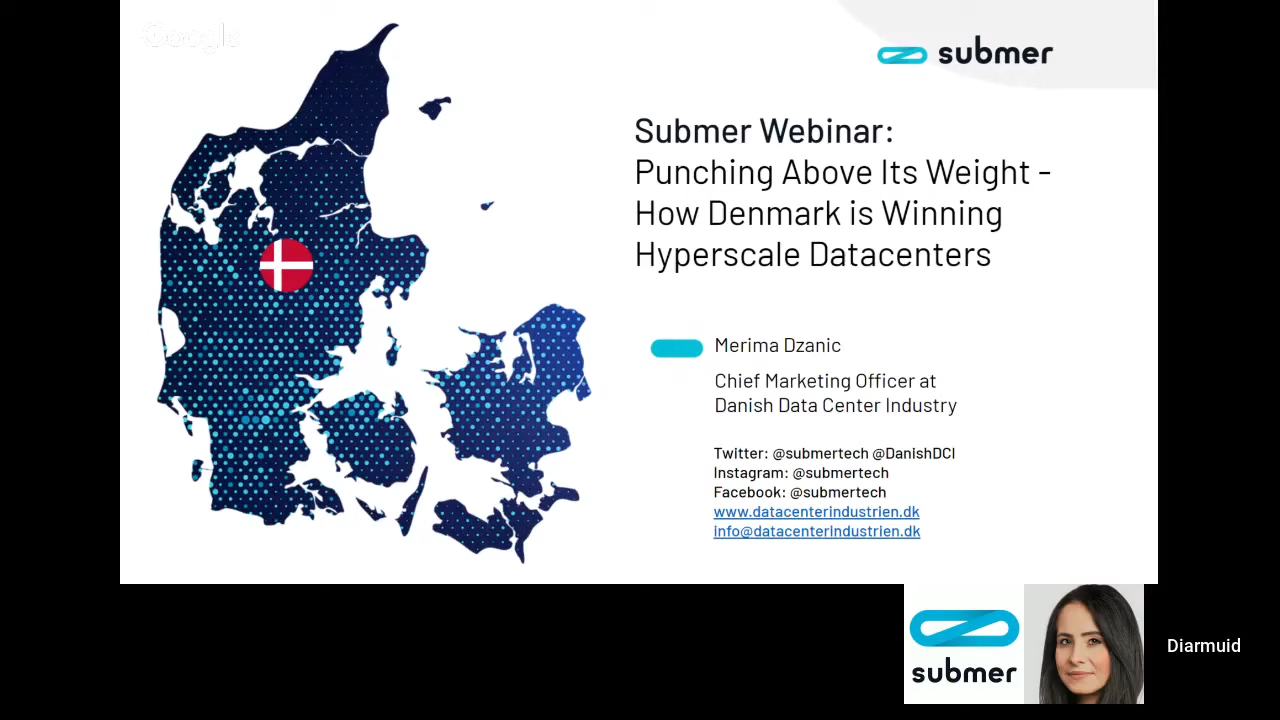 Google
submer
Submer Webinar:
Punching Above Its Weight -
How Denmark is Winning
Hyperscale Datacenters
Merima Dzanic
Chief Marketing Officer at
Danish Data Center Industry
Twitter: @submertech @DanishDCI
Instagram: @submertech
Facebook: @submertech
www.datacenterindustrien.dk
info@datacenterindustrien.dk
submer
Diarmuid